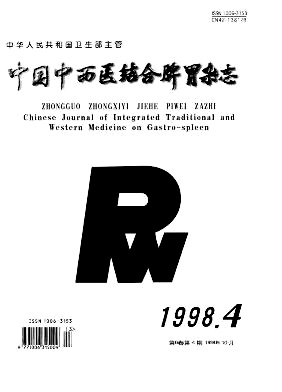 ISSN 1006-3153
中华人民共和国卫生部主管
中国中西医结合脾胃杂志
ZHONGGUO ZHONGXIYI JIEHE PIWEI ZAZHI
Chinese Journal of Integrated Traditional and
Western Medicine on Gastro-spleen
PW
1998.4
ISSN 1006-3153